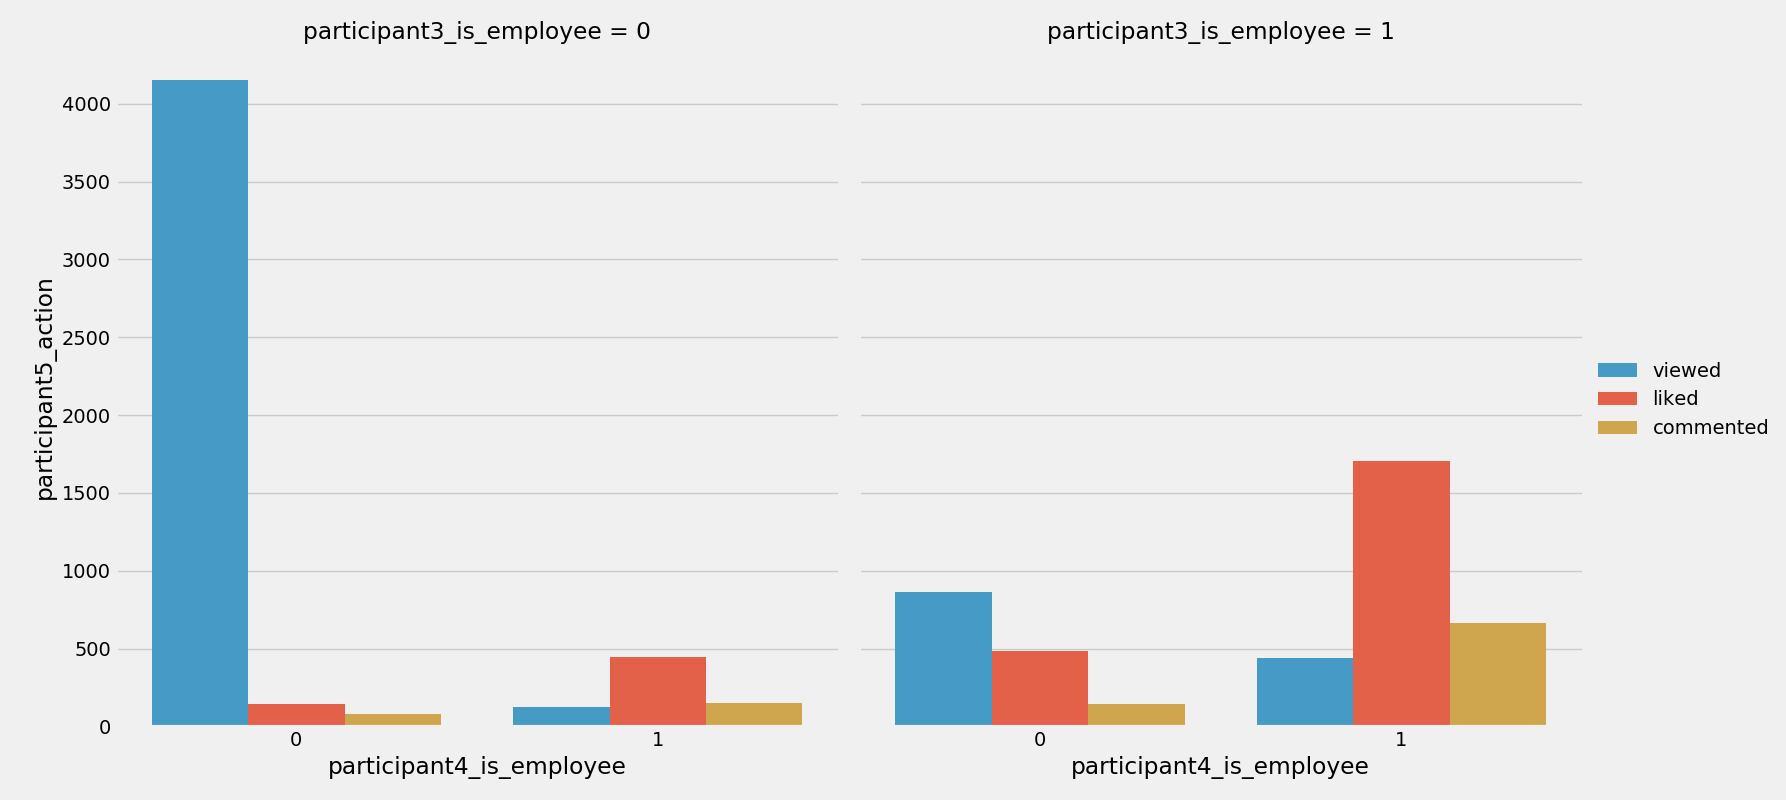 participant3_is_employee = 0
participant3_is_employee = 1
participant5_action
4000
3500
3000
2500
2000
1500
1000
500
0
0
1
0
1
participant4_is_employee
participant4_is_employee
viewed
liked
commented